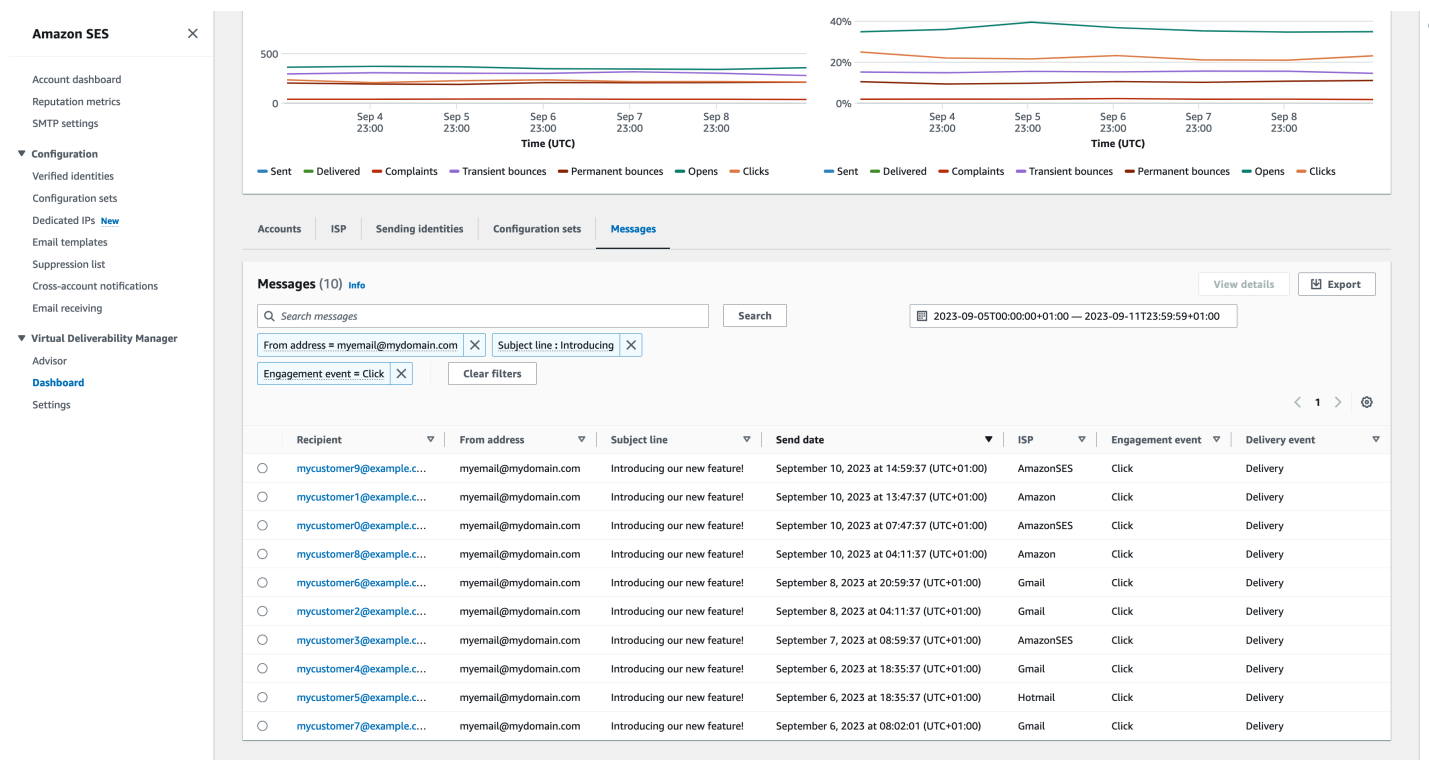 Amazon SES
Account dashboard
Reputation metrics
SMTP settings
Configuration
Verified identities
Configuration sets
Dedicated IPs New
Email templates
Suppression list
Cross-account notifications
Email receiving
Virtual Deliverability Manager
Advisor
Dashboard
Settings
500
0
Sep 4 23:00 Sep 5 23:00 Sep 6 23:00 Sep 7 23:00 Sep 8 23:00
Time (UTC)
Sent Delivered Complaints Transient bounces Permanent bounces Opens Clicks
40%
20%
0%
Sep 4 23:00 Sep 5 23:00 Sep 6 23:00 Sep 7 23:00 Sep 8 23:00
Time (UTC)
Sent Delivered Complaints Transient bounces Permanent bounces Opens Clicks
Accounts ISP Sending identities Configuration sets Messages
Messages (10) Info
View details Export
Search messages Search 2023-09-05T00:00:00+01:00 — 2023-09-11T23:59:59+01:00
From address = myemail@mydomain.com Subject line : Introducing
Engagement event = Click Clear filters
1
Recipient From address Subject line Send date ISP Engagement event Delivery event
mycustomer9@example.c... myemail@mydomain.com Introducing our new feature! September 10, 2023 at 14:59:37 (UTC+01:00) AmazonSES Click Delivery
mycustomer1@example.c... myemail@mydomain.com Introducing our new feature! September 10, 2023 at 13:47:37 (UTC+01:00) Amazon Click Delivery
mycustomer0@example.c... myemail@mydomain.com Introducing our new feature! September 10, 2023 at 07:47:37 (UTC+01:00) AmazonSES Click Delivery
mycustomer8@example.c... myemail@mydomain.com Introducing our new feature! September 10, 2023 at 04:11:37 (UTC+01:00) Amazon Click Delivery
mycustomer6@example.c... myemail@mydomain.com Introducing our new feature! September 8, 2023 at 20:59:37 (UTC+01:00) Gmail Click Delivery
mycustomer2@example.c... myemail@mydomain.com Introducing our new feature! September 8, 2023 at 04:11:37 (UTC+01:00) Gmail Click Delivery
mycustomer3@example.c... myemail@mydomain.com Introducing our new feature! September 7, 2023 at 08:59:37 (UTC+01:00) AmazonSES Click Delivery
mycustomer4@example.c... myemail@mydomain.com Introducing our new feature! September 6, 2023 at 18:35:37 (UTC+01:00) Gmail Click Delivery
mycustomer5@example.c... myemail@mydomain.com Introducing our new feature! September 6, 2023 at 18:35:37 (UTC+01:00) Hotmail Click Delivery
mycustomer7@example.c... myemail@mydomain.com Introducing our new feature! September 6, 2023 at 08:02:01 (UTC+01:00) Gmail Click Delivery